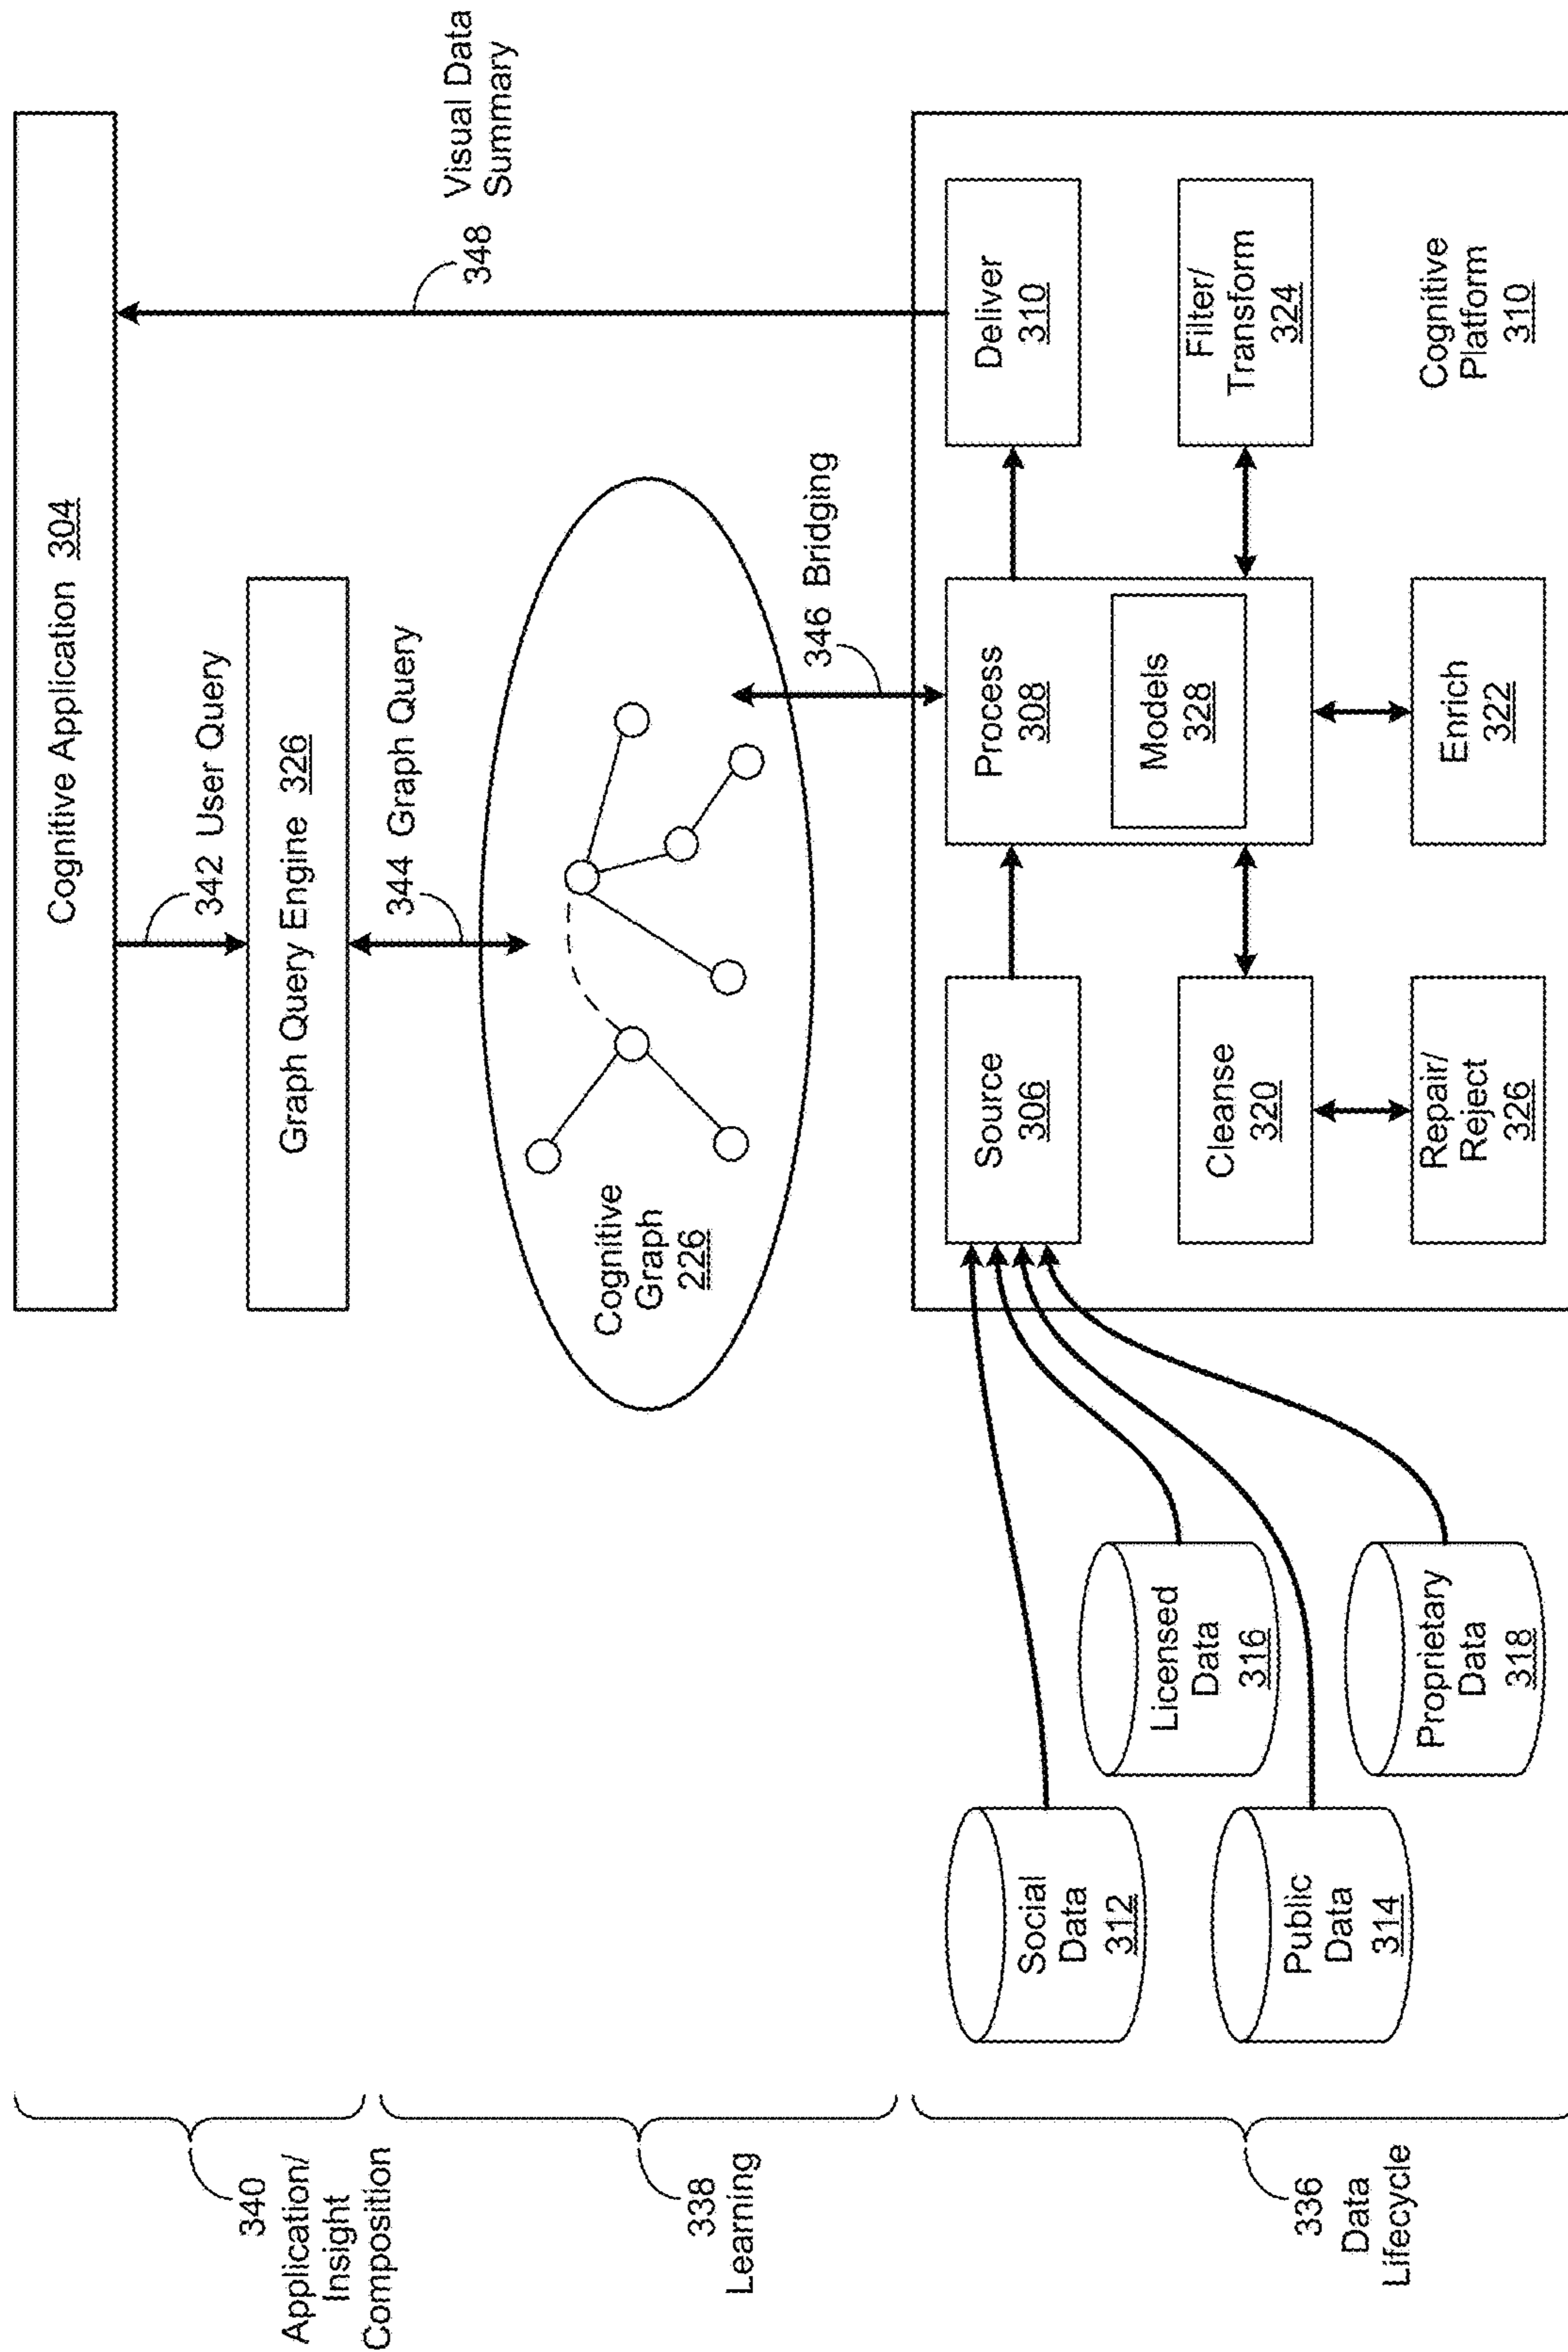 Cognitive Application 304
342 User Query
Graph Query Engine 326
344 Graph Query
348 Visual Data
Summary
Cognitive
Graph
226
346 Bridging
340
Application/
Insight
Composition
338
Learning
336
Data
Lifecycle
Social
Data
312
Public
Data
314
Licensed
Data
316
Proprietary
Data
318
Source
306
Process
308
Models
328
Deliver
310
Cleanse
320
Filter/
Transform
324
Repair/
Reject
326
Enrich
322
Cognitive
Platform
310